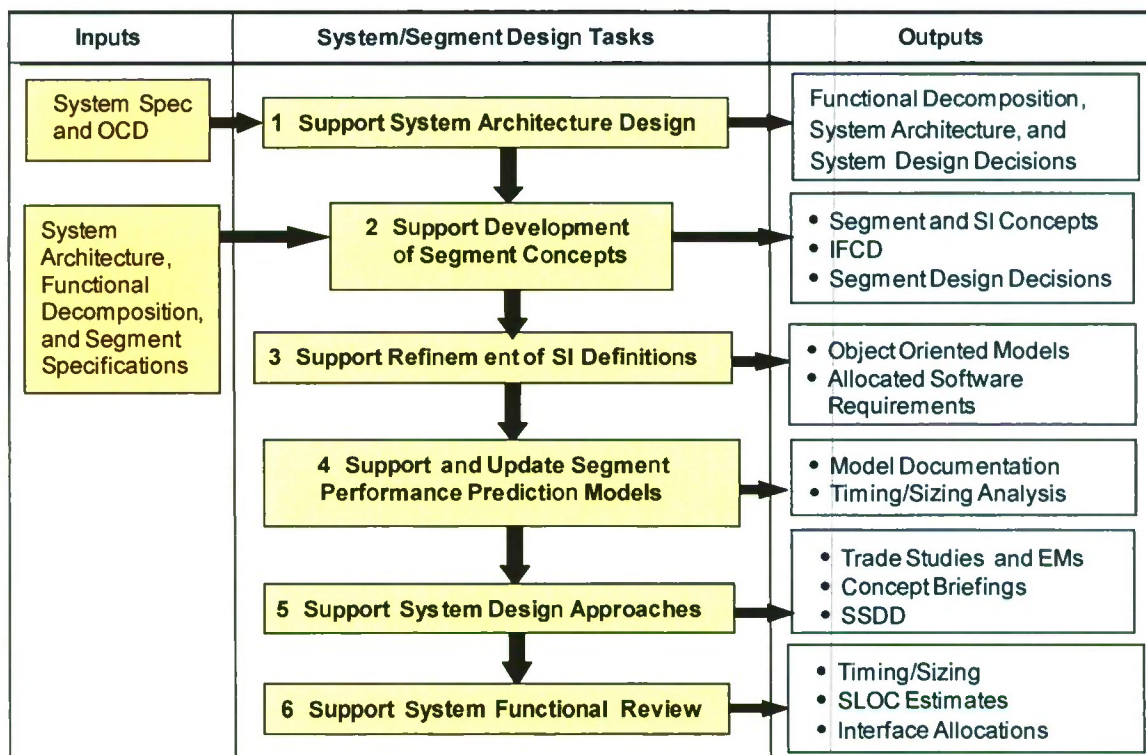 Inputs
System/Segment Design Tasks
Outputs
System Spec
and OCD
1 Support System Architecture Design
Functional Decomposition,
System Architecture, and
System Design Decisions
System
Architecture,
Functional
Decomposition,
and Segment
Specifications
2 Support Development
of Segment Concepts
• Segment and SI Concepts
• IFCD
• Segment Design Decisions
3 Support Refinement of SI Definitions
• Object Oriented Models
• Allocated Software
Requirements
4 Support and Update Segment
Performance Prediction Models
• Model Documentation
• Timing/Sizing Analysis
5 Support System Design Approaches
• Trade Studies and EMs
• Concept Briefings
• SSDD
6 Support System Functional Review
• Timing/Sizing
• SLOC Estimates
• Interface Allocations